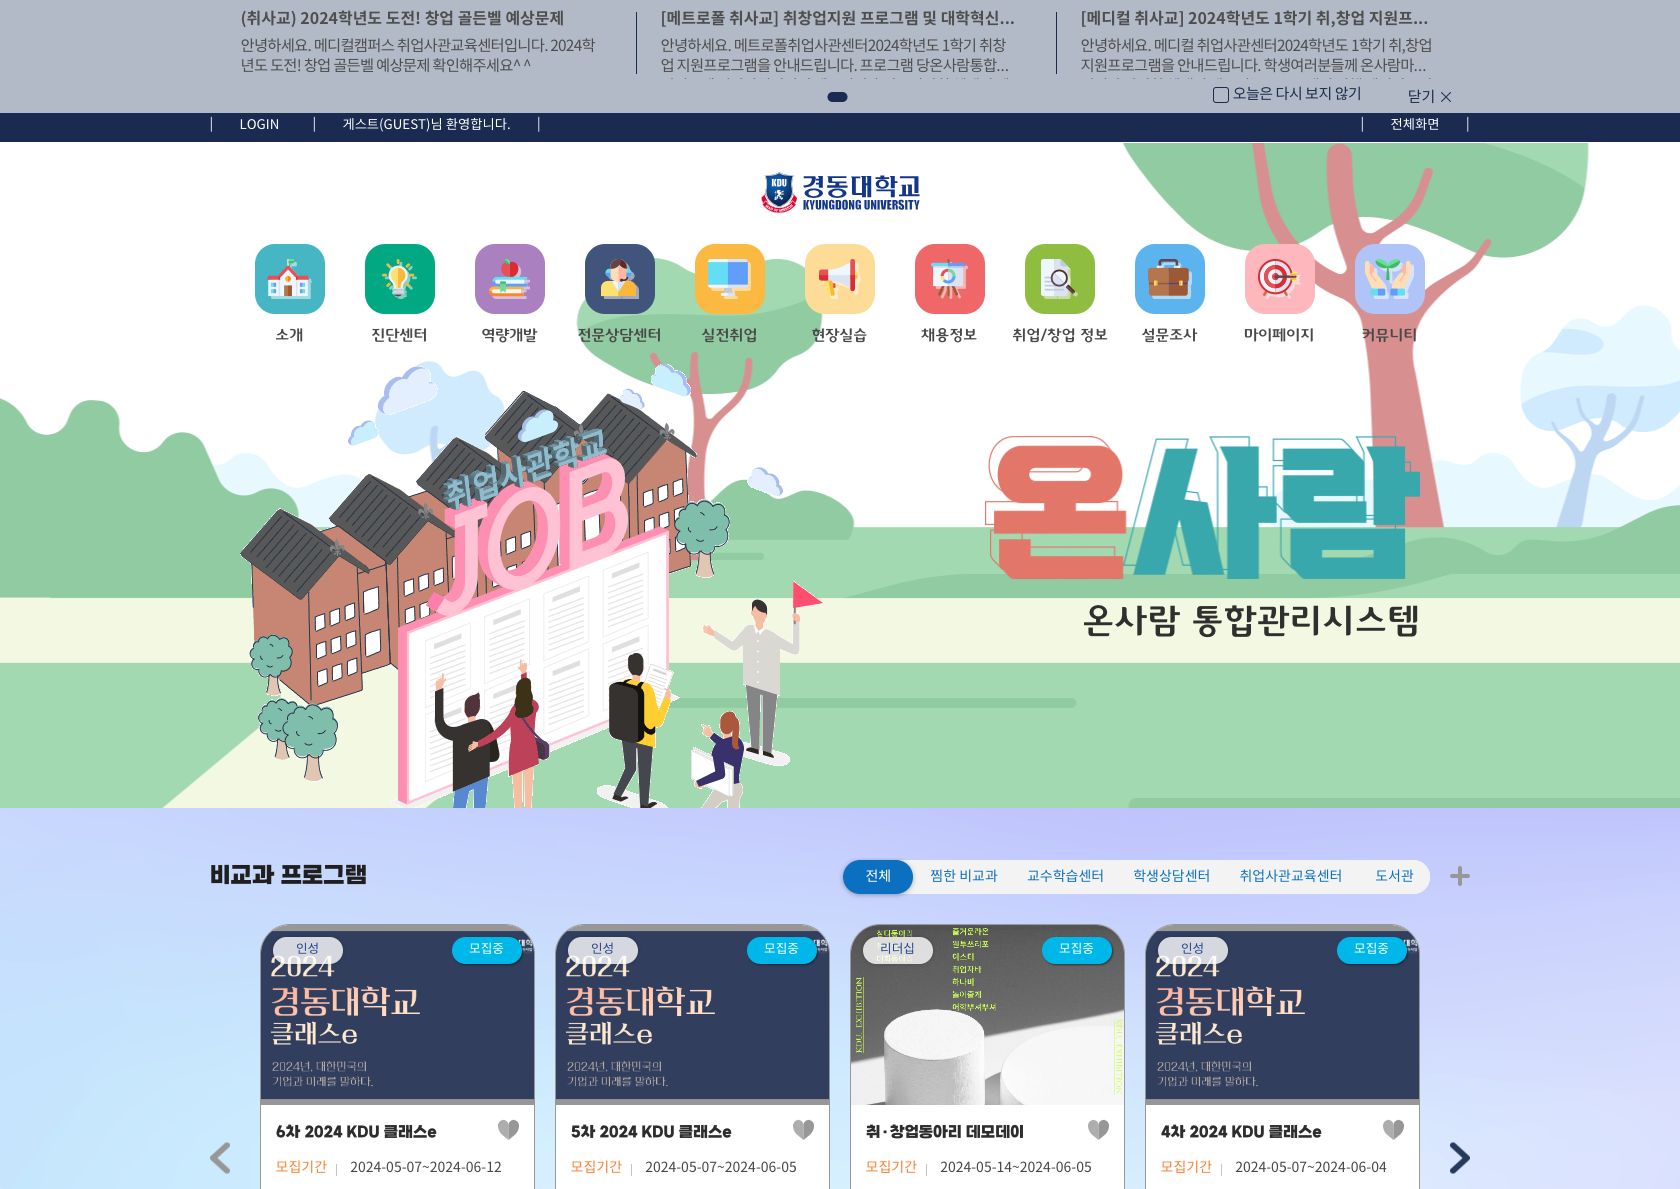 (취사교) 2024학년도 도전! 창업 골든벨 예상문제
안녕하세요. 메디컬캠퍼스 취업사관교육센터입니다. 2024학
년도 도전! 창업 골든벨 예상문제 확인해주세요^ ^
[메트로폴 취사교] 취창업지원 프로그램 및 대학혁신...
안녕하세요. 메트로폴취업사관센터2024학년도 1학기 취창
업 지원프로그램을 안내드립니다. 프로그램 당온사람통합...
[메디컬 취사교] 2024학년도 1학기 취,창업 지원프...
안녕하세요. 메디컬 취업사관센터2024학년도 1학기 취,창업
지원프로그램을 안내드립니다. 학생여러분들께 온사람마...
오늘은 다시 보지 않기
닫기
LOGIN
게스트(GUEST)님 환영합니다.
전체화면
KDU
경동대학교
KYUNGDONG UNIVERSITY
소개
진단센터
역량개발
전문상담센터
실전취업
현장실습
채용정보
취업/창업 정보
설문조사
마이페이지
커뮤니티
취업사관학교
JOB
온사람
온사람 통합관리시스템
비교과 프로그램
전체
찜한 비교과
교수학습센터
학생상담센터
취업사관교육센터
도서관
인성
모집중
2024
경동대학교
클래스e
2024년, 대한민국의
기업과 미래를 말하다.
6차 2024 KDU 클래스e
모집기간
2024-05-07~2024-06-12
인성
모집중
2024
경동대학교
클래스e
2024년, 대한민국의
기업과 미래를 말하다.
5차 2024 KDU 클래스e
모집기간
2024-05-07~2024-06-05
리더십
모집중
즐거운라온
원투쓰리포
이스터
취업자바
하나비
놀이줄게
KDU EXHIBITION
취·창업동아리 데모데이
모집기간
2024-05-14~2024-06-05
인성
모집중
2024
경동대학교
클래스e
2024년, 대한민국의
기업과 미래를 말하다.
4차 2024 KDU 클래스e
모집기간
2024-05-07~2024-06-04